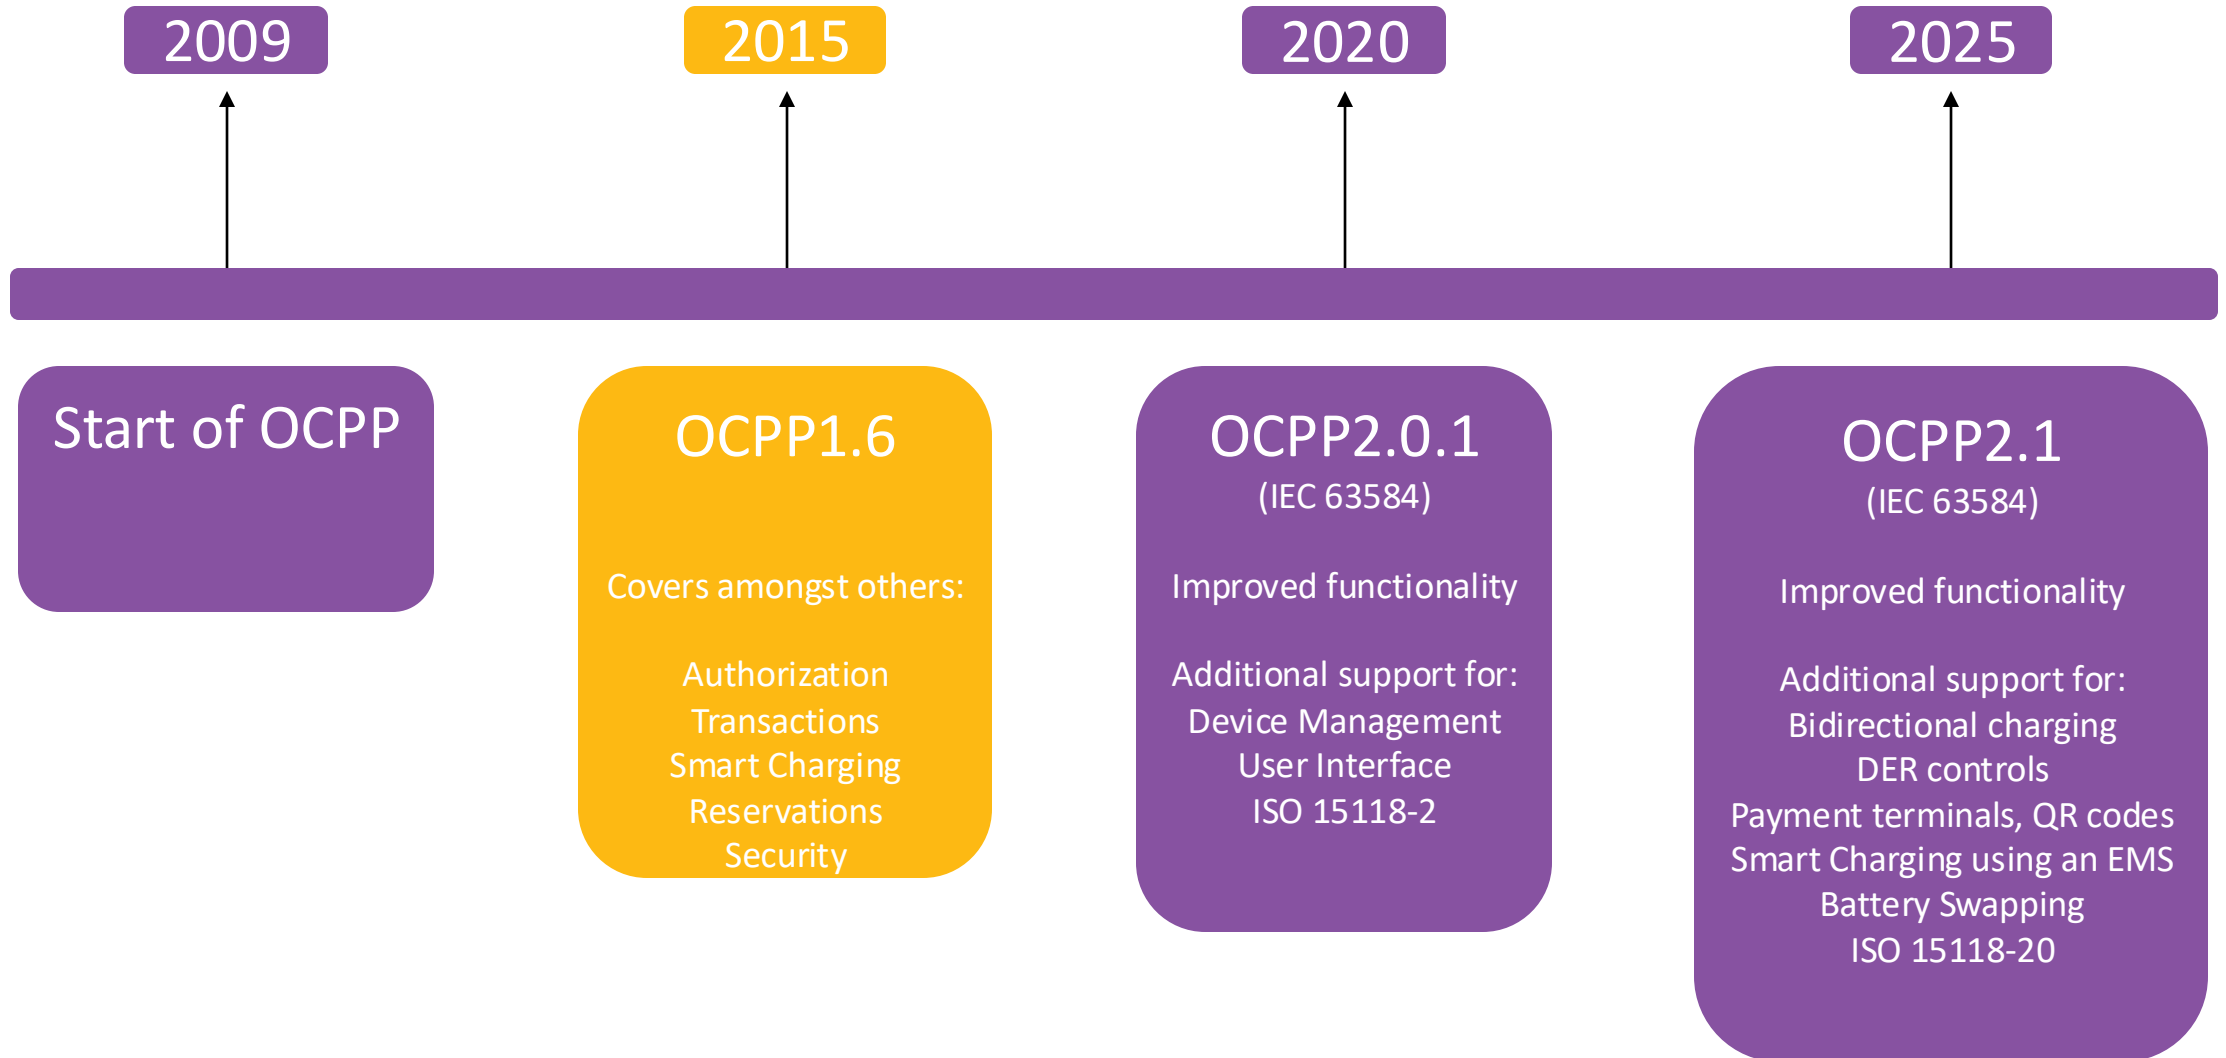 2009
2015
2020
2025
Start of OCPP
OCPP1.6
Covers amongst others:
Authorization
Transactions
Smart Charging
Reservations
Security
OCPP2.0.1
(IEC 63584)
Improved functionality
Additional support for:
Device Management
User Interface
ISO 15118-2
OCPP2.1
(IEC 63584)
Improved functionality
Additional support for:
Bidirectional charging
DER controls
Payment terminals, QR codes
Smart Charging using an EMS
Battery Swapping
ISO 15118-20